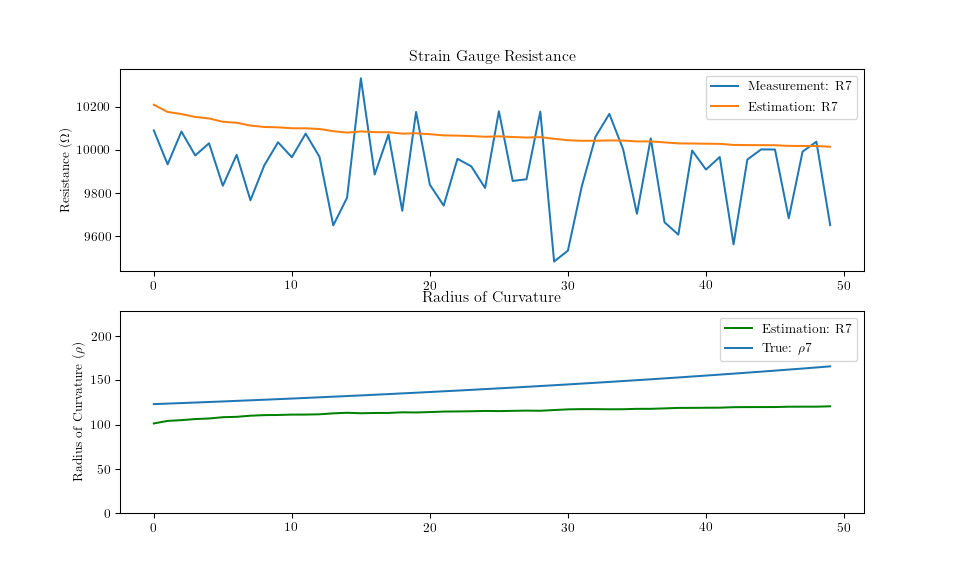 Strain Gauge Resistance
Resistance (Ω)
10200
10000
9800
9600
Measurement: R7
Estimation: R7
0 10 20 30 40 50
Radius of Curvature
Radius of Curvature (ρ)
200
150
100
50
0
Estimation: R7
True: ρ7
0 10 20 30 40 50